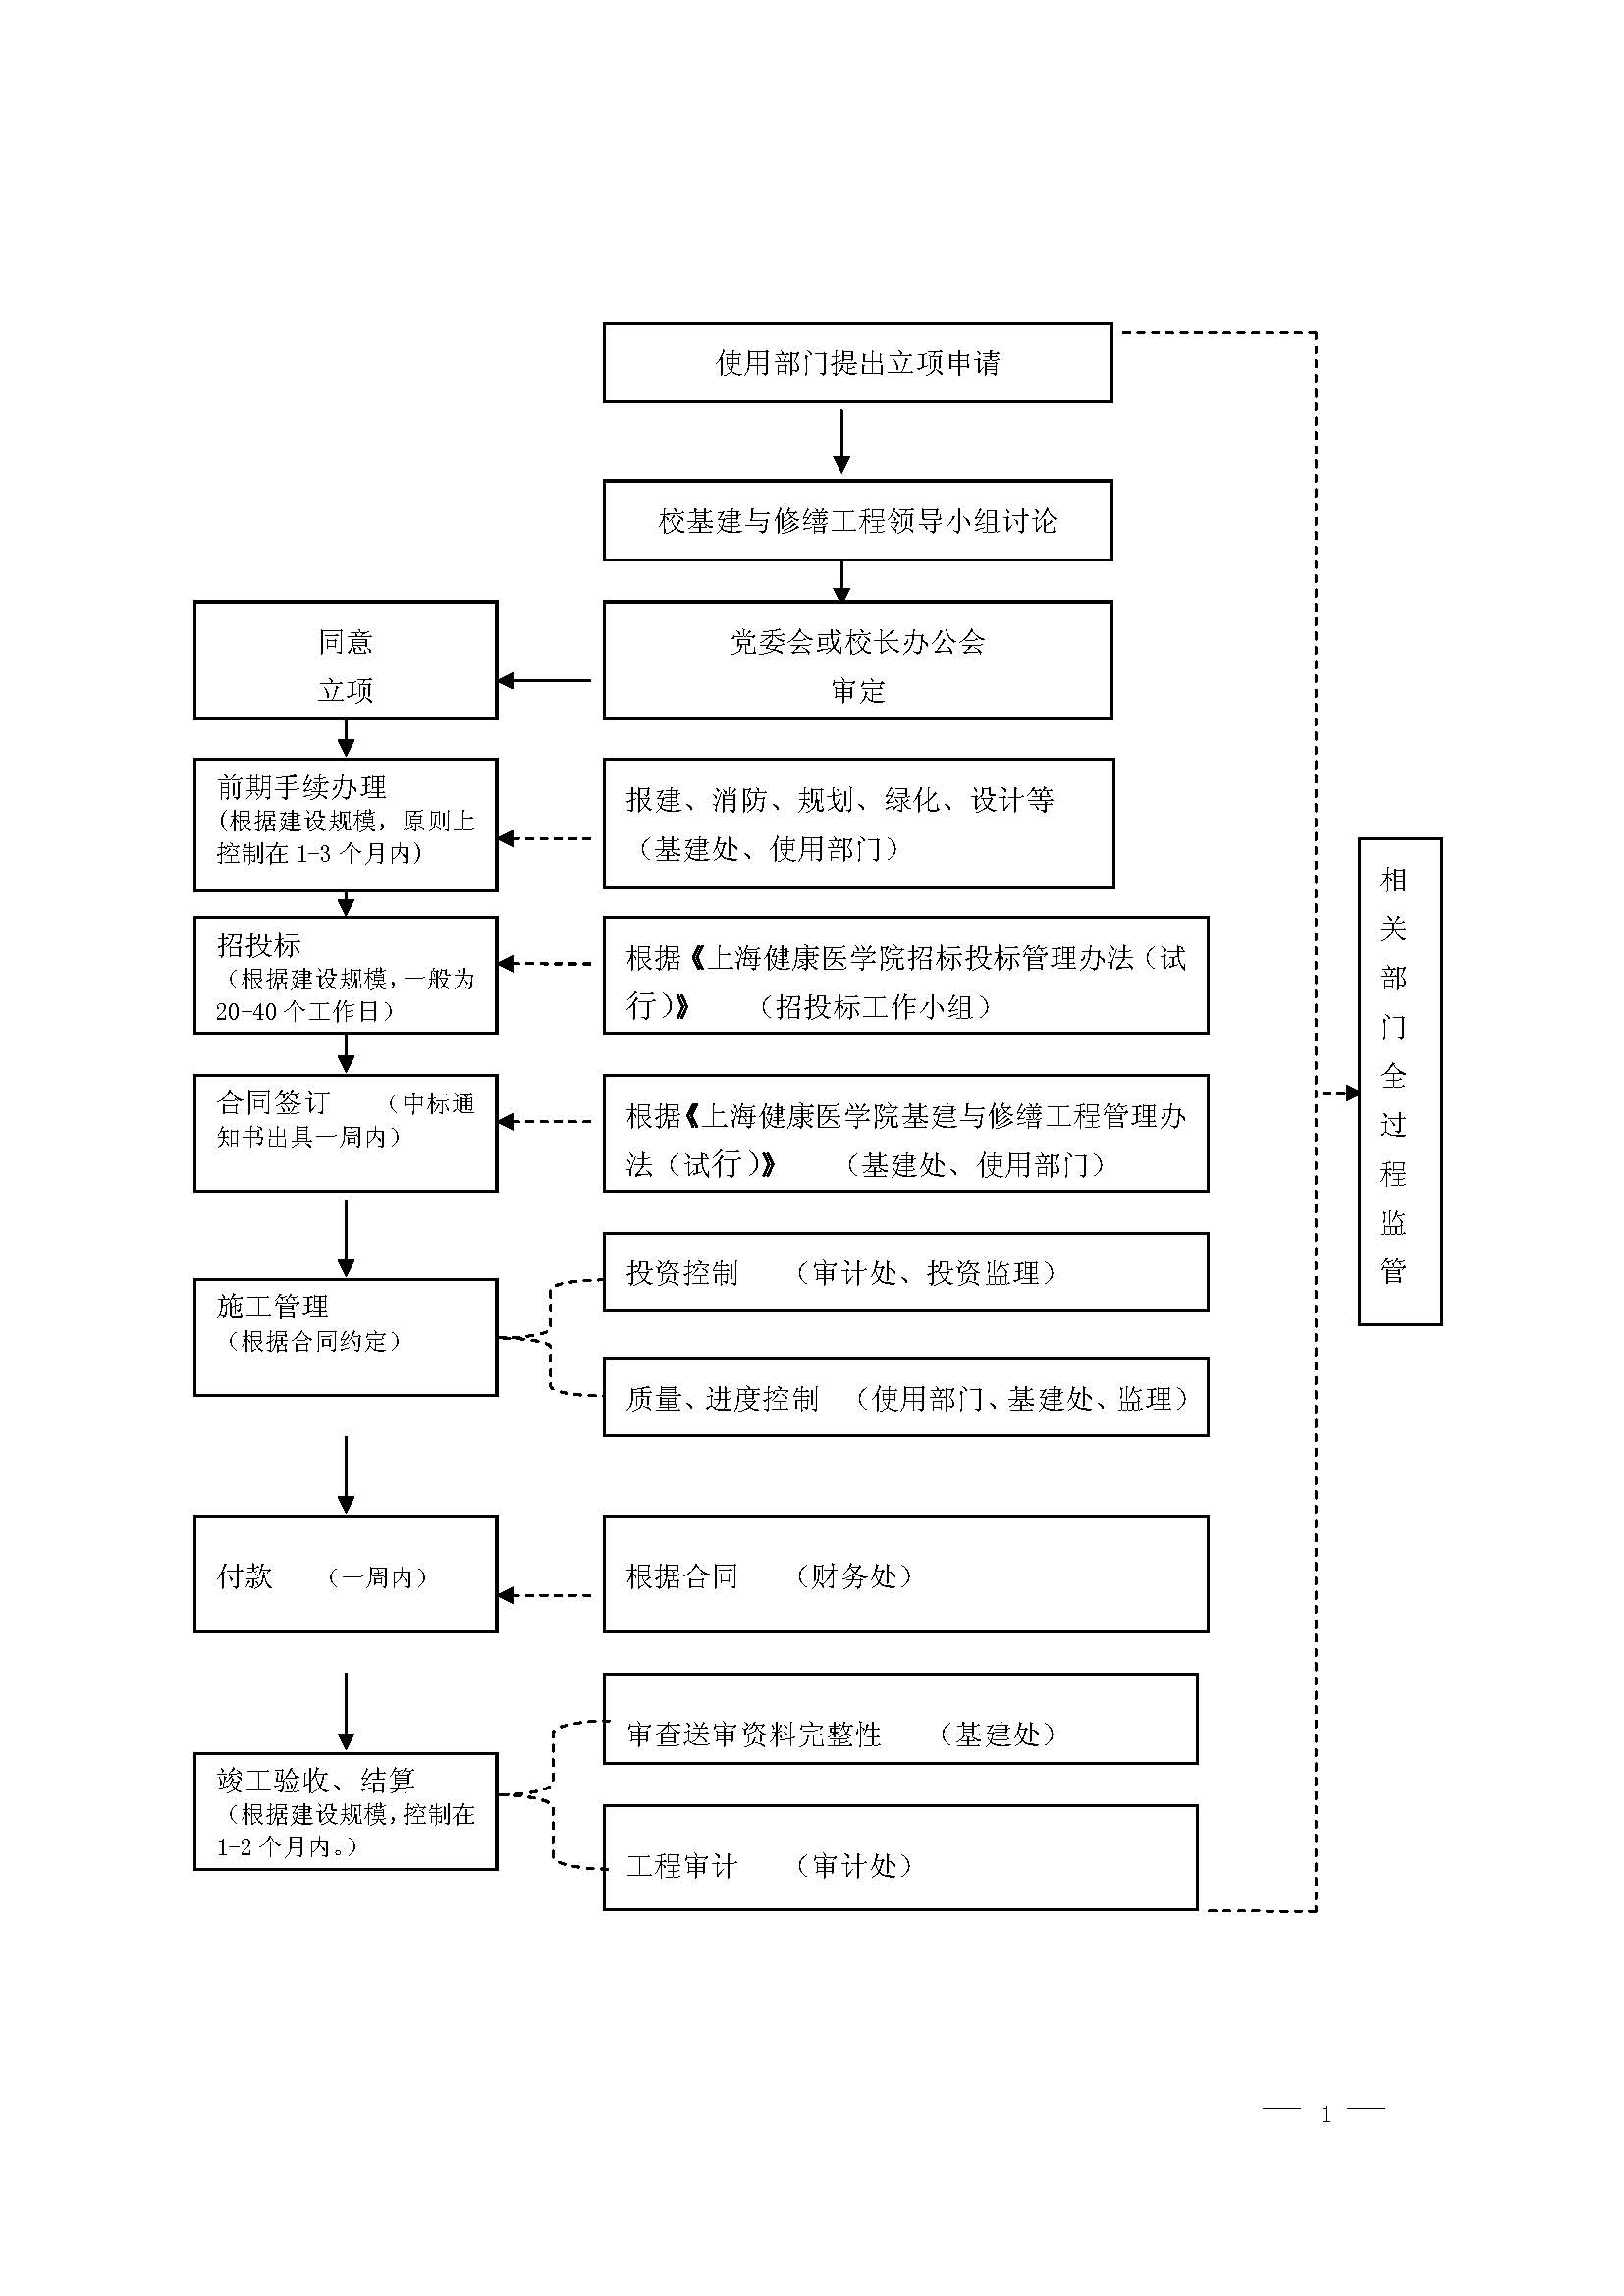 使用部门提出立项申请
校基建与修缮工程领导小组讨论
同意
立项
党委会或校长办公会
审定
前期手续办理
(根据建设规模，原则上
控制在 1-3 个月内)
报建、消防、规划、绿化、设计等
（基建处、使用部门）
招投标
（根据建设规模，一般为
20-40 个工作日）
根据《上海健康医学院招标投标管理办法（试
行）》 （招投标工作小组）
合同签订 （中标通
知书出具一周内）
根据《上海健康医学院基建与修缮工程管理办
法（试行）》 （基建处、使用部门）
施工管理
（根据合同约定）
投资控制 （审计处、投资监理）
质量、进度控制 （使用部门、基建处、监理）
付款 （一周内）
根据合同 （财务处）
竣工验收、结算
（根据建设规模，控制在
1-2 个月内。）
审查送审资料完整性 （基建处）
工程审计 （审计处）
相
关
部
门
全
过
程
监
管
— 1 —